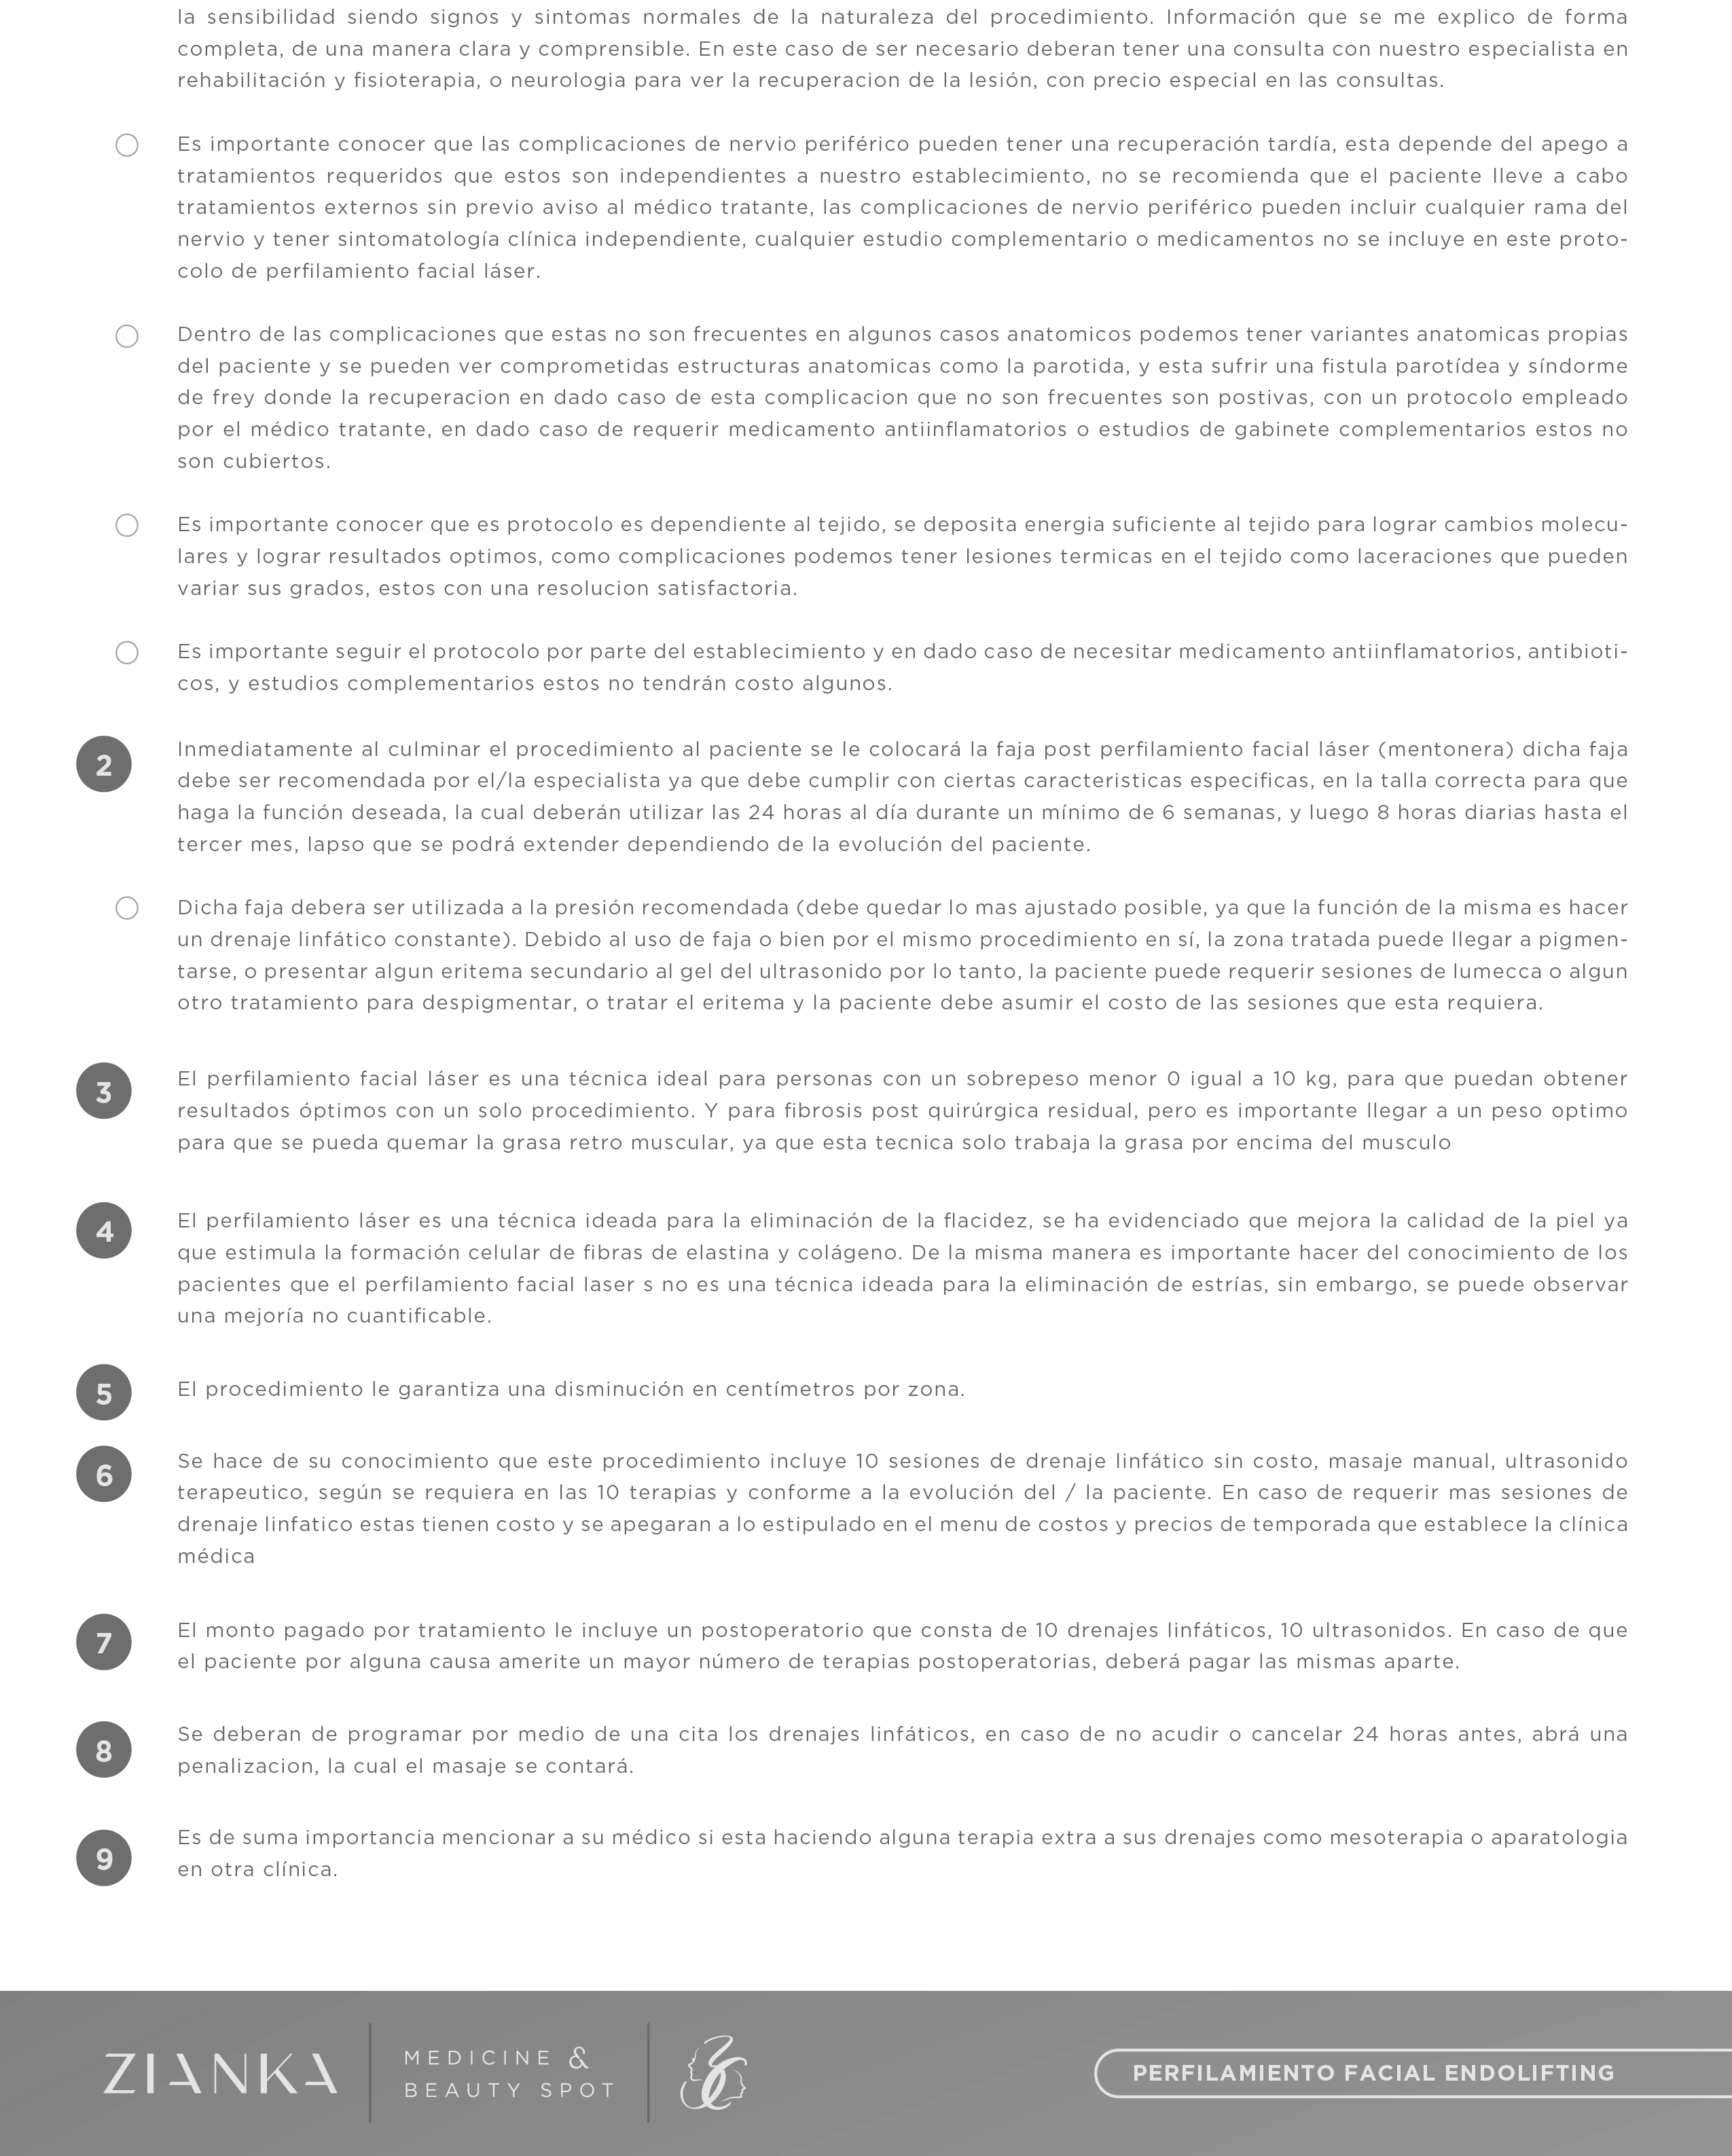 la sensibilidad siendo signos y sintomas normales de la naturaleza del procedimiento. Información que se me explico de forma
completa, de una manera clara y comprensible. En este caso de ser necesario deberan tener una consulta con nuestro especialista en
rehabilitación y fisioterapia, o neurologia para ver la recuperacion de la lesión, con precio especial en las consultas.
Es importante conocer que las complicaciones de nervio periférico pueden tener una recuperación tardía, esta depende del apego a
tratamientos requeridos que estos son independientes a nuestro establecimiento, no se recomienda que el paciente lleve a cabo
tratamientos externos sin previo aviso al médico tratante, las complicaciones de nervio periférico pueden incluir cualquier rama del
nervio y tener sintomatología clínica independiente, cualquier estudio complementario o medicamentos no se incluye en este proto-
colo de perfilamiento facial láser.
Dentro de las complicaciones que estas no son frecuentes en algunos casos anatomicos podemos tener variantes anatomicas propias
del paciente y se pueden ver comprometidas estructuras anatomicas como la parotida, y esta sufrir una fistula parotídea y síndorme
de frey donde la recuperacion en dado caso de esta complicacion que no son frecuentes son postivas, con un protocolo empleado
por el médico tratante, en dado caso de requerir medicamento antiinflamatorios o estudios de gabinete complementarios estos no
son cubiertos.
Es importante conocer que es protocolo es dependiente al tejido, se deposita energia suficiente al tejido para lograr cambios molecu-
lares y lograr resultados optimos, como complicaciones podemos tener lesiones termicas en el tejido como laceraciones que pueden
variar sus grados, estos con una resolucion satisfactoria.
Es importante seguir el protocolo por parte del establecimiento y en dado caso de necesitar medicamento antiinflamatorios, antibioti-
cos, y estudios complementarios estos no tendrán costo algunos.
2 Inmediatamente al culminar el procedimiento al paciente se le colocará la faja post perfilamiento facial láser (mentonera) dicha faja
debe ser recomendada por el/la especialista ya que debe cumplir con ciertas caracteristicas especificas, en la talla correcta para que
haga la función deseada, la cual deberán utilizar las 24 horas al día durante un mínimo de 6 semanas, y luego 8 horas diarias hasta el
tercer mes, lapso que se podrá extender dependiendo de la evolución del paciente.
Dicha faja debera ser utilizada a la presión recomendada (debe quedar lo mas ajustado posible, ya que la función de la misma es hacer
un drenaje linfático constante). Debido al uso de faja o bien por el mismo procedimiento en sí, la zona tratada puede llegar a pigmen-
tarse, o presentar algun eritema secundario al gel del ultrasonido por lo tanto, la paciente puede requerir sesiones de lumecca o algun
otro tratamiento para despigmentar, o tratar el eritema y la paciente debe asumir el costo de las sesiones que esta requiera.
3 El perfilamiento facial láser es una técnica ideal para personas con un sobrepeso menor 0 igual a 10 kg, para que puedan obtener
resultados óptimos con un solo procedimiento. Y para fibrosis post quirúrgica residual, pero es importante llegar a un peso optimo
para que se pueda quemar la grasa retro muscular, ya que esta tecnica solo trabaja la grasa por encima del musculo
4 El perfilamiento láser es una técnica ideada para la eliminación de la flacidez, se ha evidenciado que mejora la calidad de la piel ya
que estimula la formación celular de fibras de elastina y colágeno. De la misma manera es importante hacer del conocimiento de los
pacientes que el perfilamiento facial laser s no es una técnica ideada para la eliminación de estrías, sin embargo, se puede observar
una mejoría no cuantificable.
5 El procedimiento le garantiza una disminución en centímetros por zona.
6 Se hace de su conocimiento que este procedimiento incluye 10 sesiones de drenaje linfático sin costo, masaje manual, ultrasonido
terapeutico, según se requiera en las 10 terapias y conforme a la evolución del / la paciente. En caso de requerir mas sesiones de
drenaje linfatico estas tienen costo y se apegaran a lo estipulado en el menu de costos y precios de temporada que establece la clínica
médica
7 El monto pagado por tratamiento le incluye un postoperatorio que consta de 10 drenajes linfáticos, 10 ultrasonidos. En caso de que
el paciente por alguna causa amerite un mayor número de terapias postoperatorias, deberá pagar las mismas aparte.
8 Se deberan de programar por medio de una cita los drenajes linfáticos, en caso de no acudir o cancelar 24 horas antes, abrá una
penalizacion, la cual el masaje se contará.
9 Es de suma importancia mencionar a su médico si esta haciendo alguna terapia extra a sus drenajes como mesoterapia o aparatologia
en otra clínica.
ZIANKA
MEDICINE &
BEAUTY SPOT
PERFILAMIENTO FACIAL ENDOLIFTING